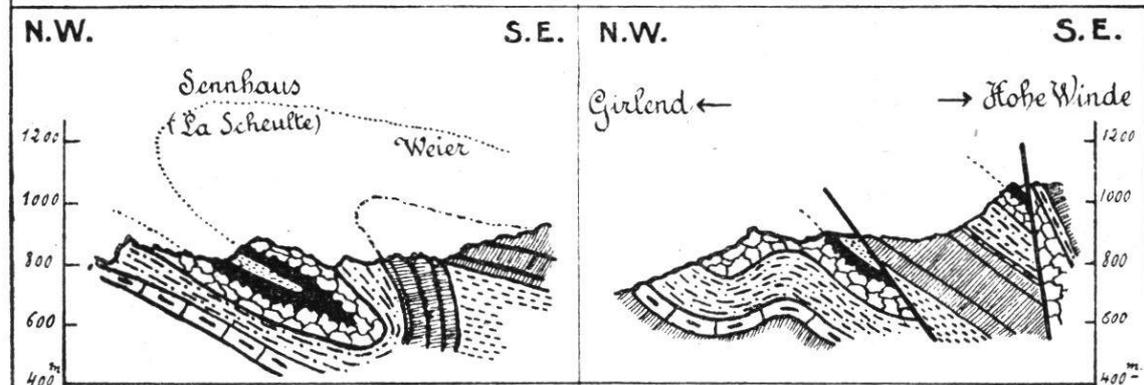 N.W. S.E.
Sennhaus
(La Scheulte)
Weier
1200
1000
800
600
400 m
N.W. S.E.
Girlend ← → Hohe Winde
1200
1000
800
600
400 m